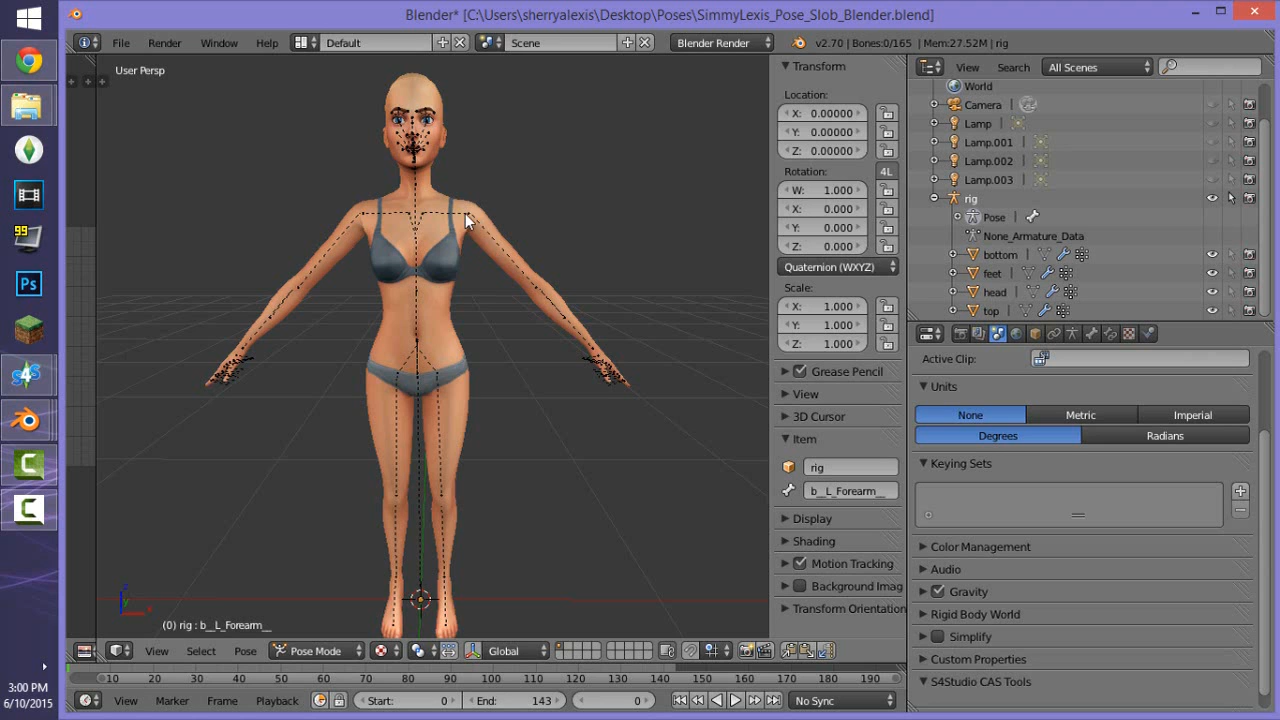 Blender* [C:\Users\sherryalexis\Desktop\Poses\SimmyLexis_Pose_Slob_Blender.blend]
File Render Window Help Default Scene Blender Render v2.70 | Bones:0/165 | Mem:27.52M | rig
User Persp
Transform
Location:
X: 0.00000
Y: 0.00000
Z: 0.00000
Rotation: 4L
W: 1.000
X: 0.000
Y: 0.000
Z: 0.000
Quaternion (WXYZ)
Scale:
X: 1.000
Y: 1.000
Z: 1.000
Grease Pencil
View
3D Cursor
Item
rig
b__L_Forearm__
Display
Shading
Motion Tracking
Background Imag
Transform Orientation
View Search All Scenes
World
Camera
Lamp
Lamp.001
Lamp.002
Lamp.003
rig
Pose
None_Armature_Data
bottom
feet
head
top
Active Clip:
Units
None Metric Imperial
Degrees Radians
Keying Sets
Color Management
Audio
Gravity
Rigid Body World
Simplify
Custom Properties
S4Studio CAS Tools
(0) rig : b__L_Forearm__
View Select Pose Pose Mode Global
10 20 30 40 50 60 70 80 90 100 110 120 130 140 150 160 170 180 190
View Marker Frame Playback Start: 0 End: 143 0 No Sync
99
Ps
S4
C
C
3:00 PM
6/10/2015